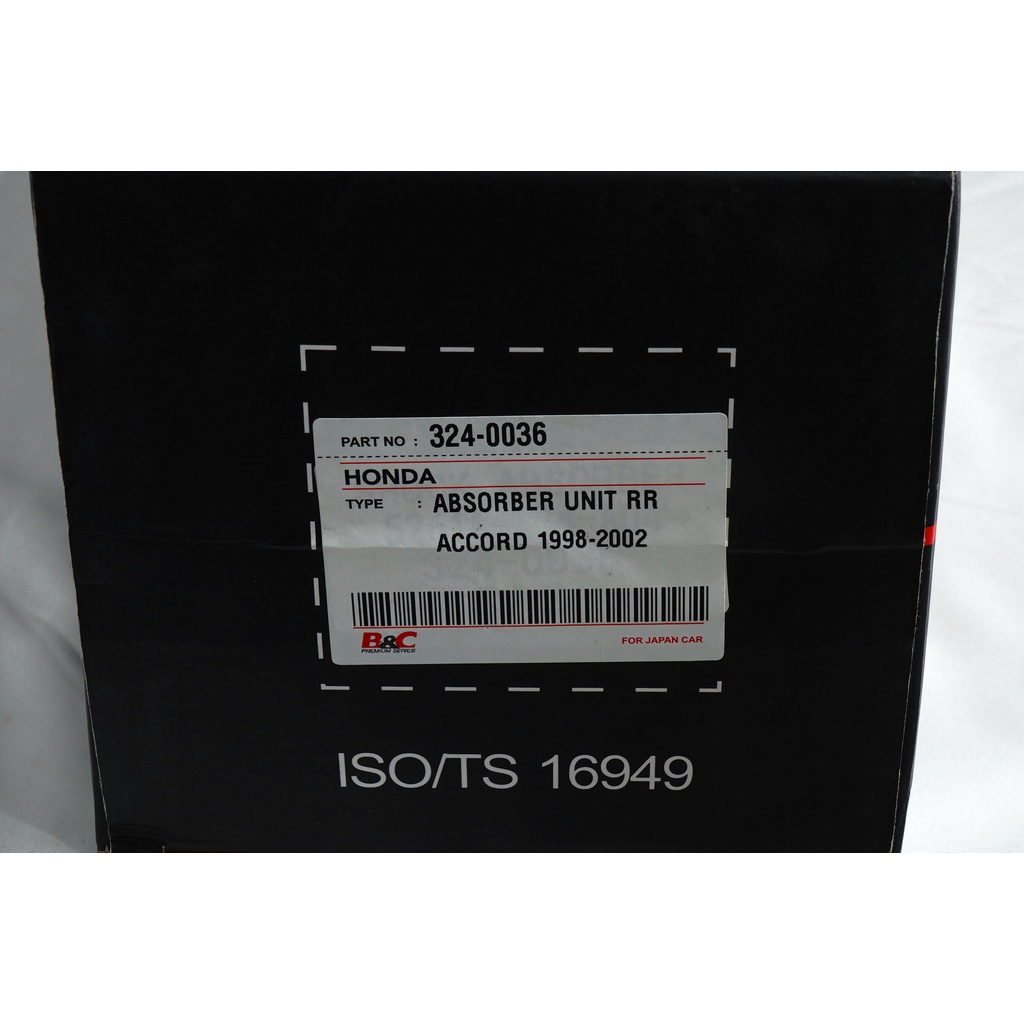 PART NO : 324-0036
HONDA
TYPE : ABSORBER UNIT RR
ACCORD 1998-2002
B&C
PREMIUM SERIES
FOR JAPAN CAR
ISO/TS 16949